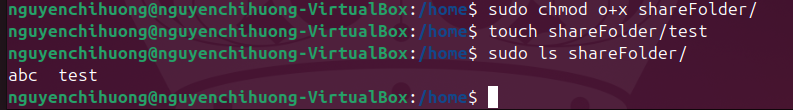 nguyenchihuong@nguyenchihuong-VirtualBox:/home$ sudo chmod o+x shareFolder/
nguyenchihuong@nguyenchihuong-VirtualBox:/home$ touch shareFolder/test
nguyenchihuong@nguyenchihuong-VirtualBox:/home$ sudo ls shareFolder/
abc  test
nguyenchihuong@nguyenchihuong-VirtualBox:/home$